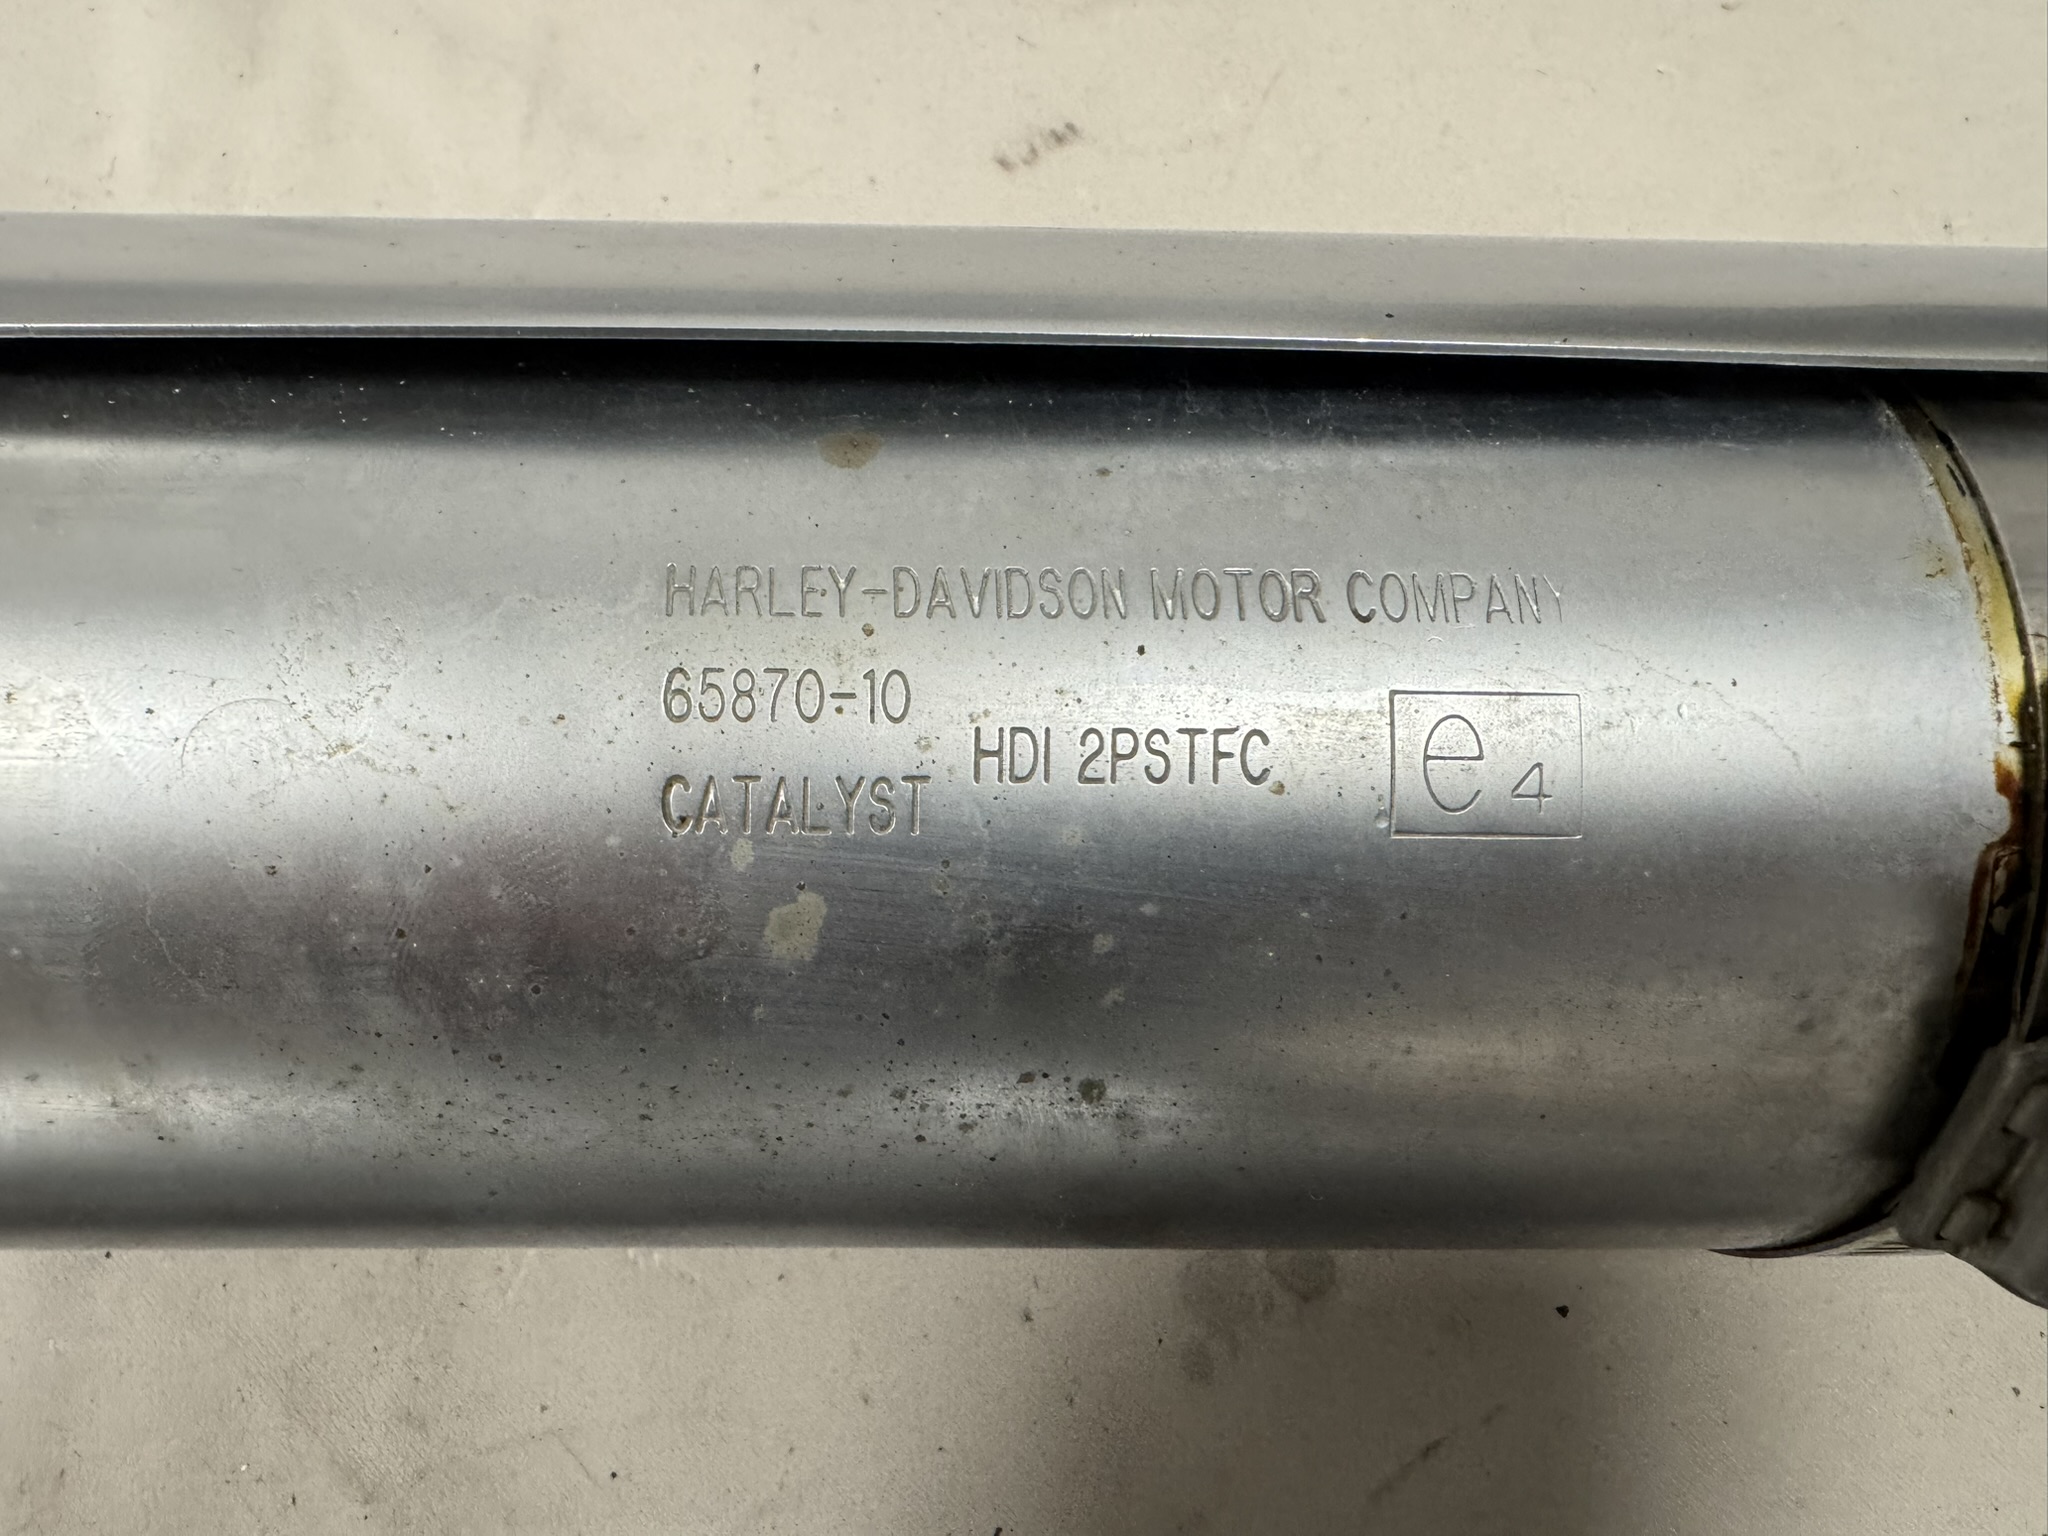 HARLEY-DAVIDSON MOTOR COMPANY
65870-10
HDI 2PSTFC
e4
CATALYST